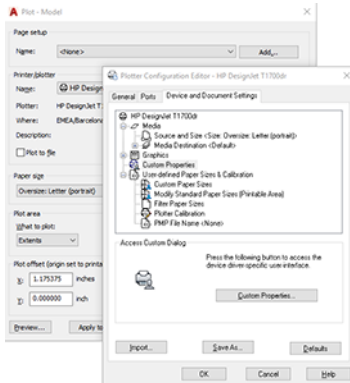 Plot - Model
Page setup
Name:
<None>
Add...
Printer/plotter
Name:
HP Design
Plotter:
HP DesignJet T
Where:
EMEA/Barcelona
Description:
Plot to file
Paper size
Oversize: Letter (portrait)
Plot area
What to plot:
Extents
Plot offset (origin set to printa
X:
1.175375
inches
Y:
0.000000
inch
Preview...
Apply to
Plotter Configuration Editor - HP DesignJet T1700dr
General
Ports
Device and Document Settings
HP DesignJet T1700dr
Media
Source and Size <Size: Oversize: Letter (portrait)>
Media Destination <Default>
Graphics
Custom Properties
User-defined Paper Sizes & Calibration
Custom Paper Sizes
Modify Standard Paper Sizes (Printable Area)
Filter Paper Sizes
Plotter Calibration
PMP File Name <None>
Access Custom Dialog
Press the following button to access the
device driver-specific user interface.
Custom Properties...
Import...
Save As...
Defaults
OK
Cancel
Help